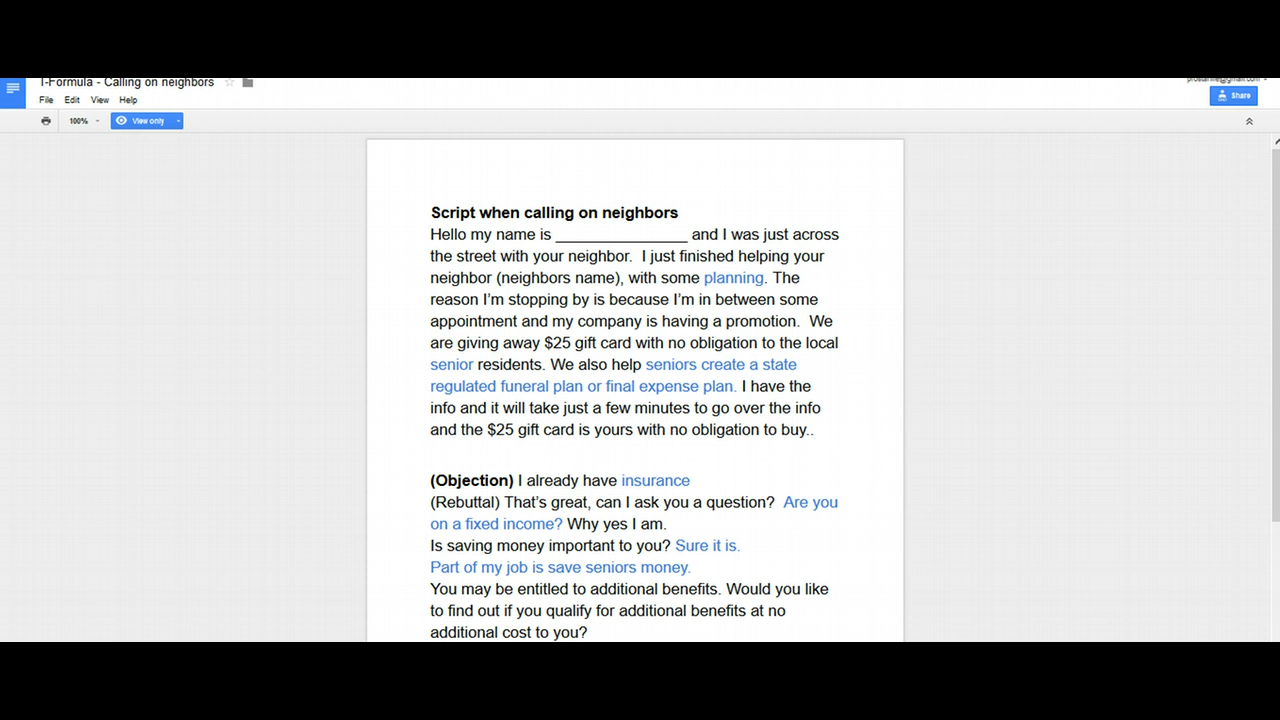 T-Formula - Calling on neighbors
File Edit View Help
Share
100% View only
Script when calling on neighbors
Hello my name is ________________ and I was just across
the street with your neighbor.  I just finished helping your
neighbor (neighbors name), with some planning. The
reason I’m stopping by is because I’m in between some
appointment and my company is having a promotion.  We
are giving away $25 gift card with no obligation to the local
senior residents. We also help seniors create a state
regulated funeral plan or final expense plan. I have the
info and it will take just a few minutes to go over the info
and the $25 gift card is yours with no obligation to buy..
(Objection) I already have insurance
(Rebuttal) That’s great, can I ask you a question?  Are you
on a fixed income? Why yes I am.
Is saving money important to you? Sure it is.
Part of my job is save seniors money.
You may be entitled to additional benefits. Would you like
to find out if you qualify for additional benefits at no
additional cost to you?